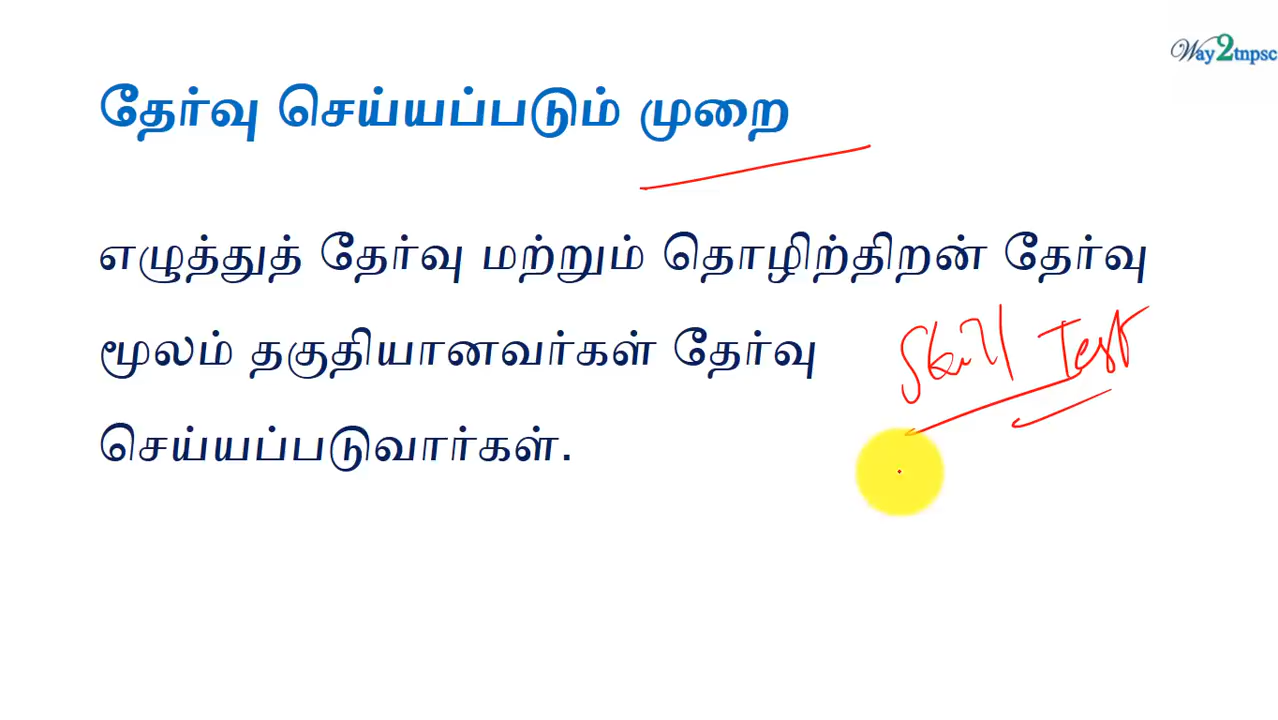 Way2tnpsc
தேர்வு செய்யப்படும் முறை
எழுத்துத் தேர்வு மற்றும் தொழிற்திறன் தேர்வு
மூலம் தகுதியானவர்கள் தேர்வு
Skill Test
செய்யப்படுவார்கள்.